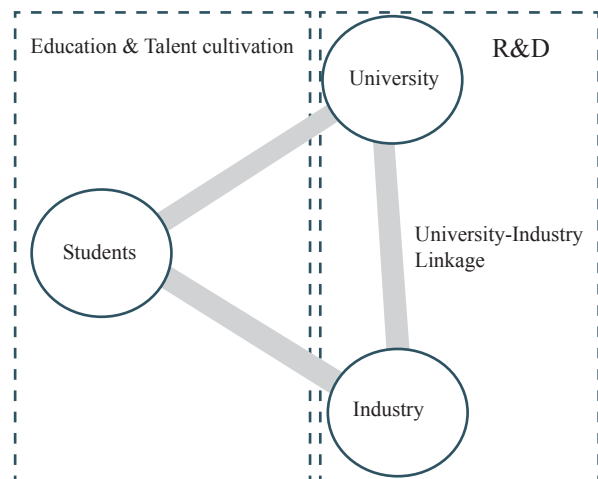 Education & Talent cultivation
R&D
University
Students
University-Industry
Linkage
Industry